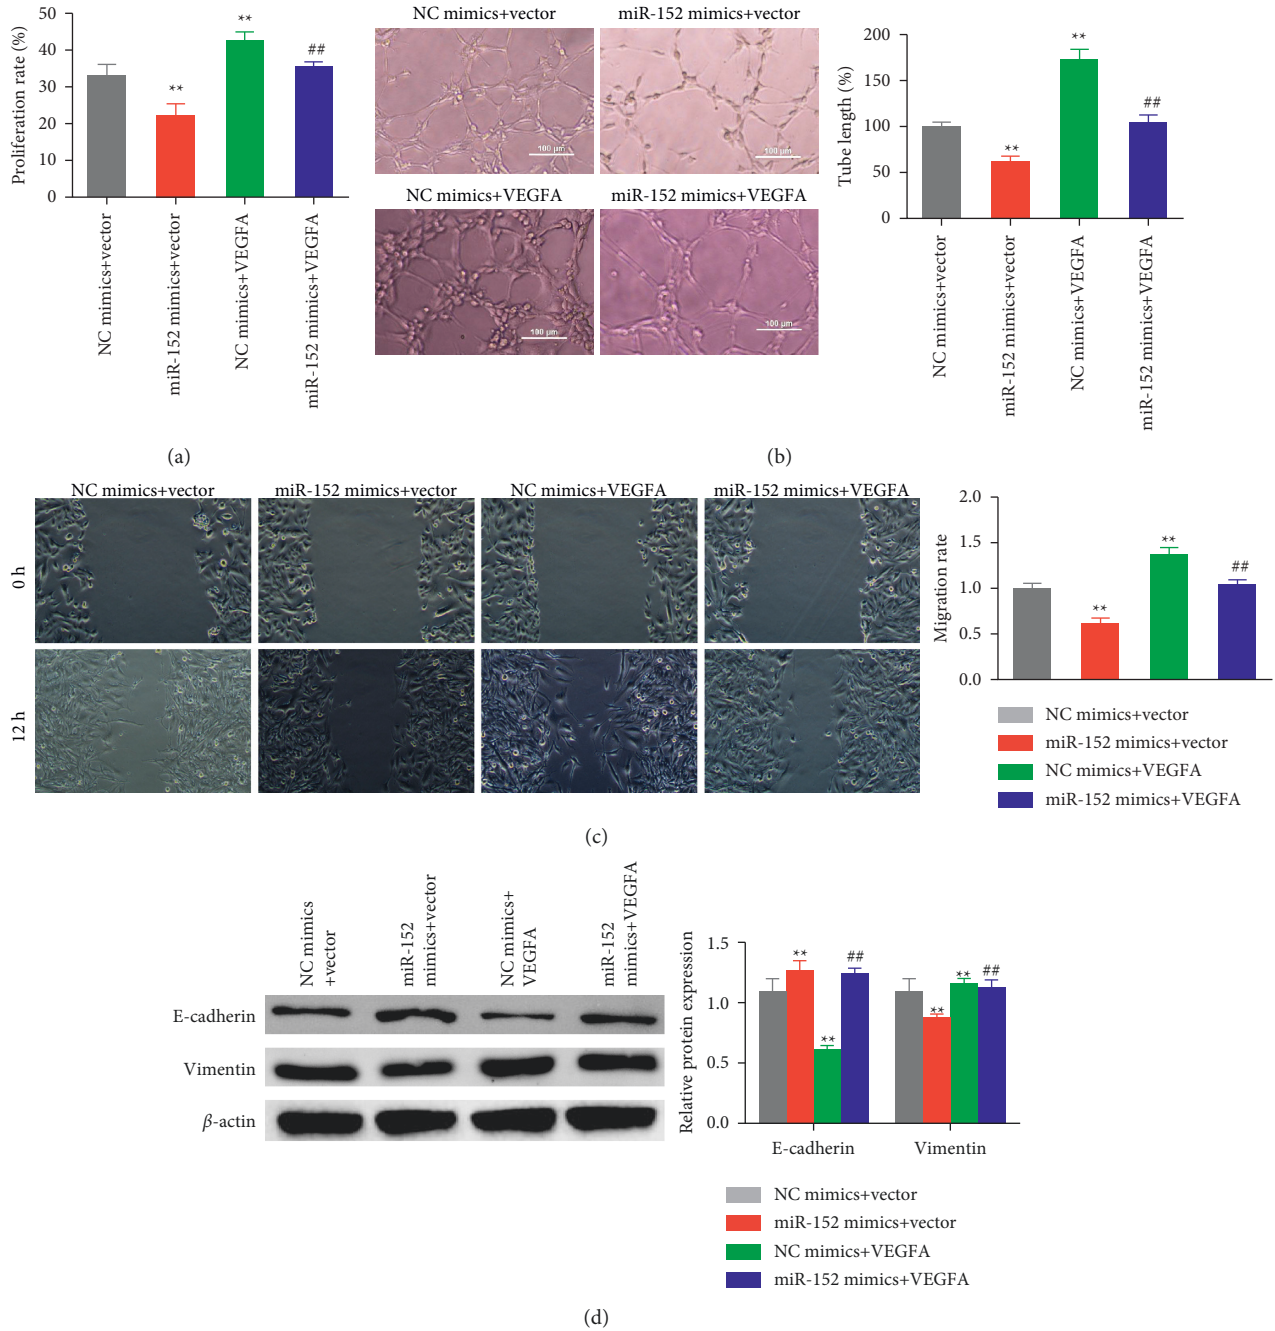 Proliferation rate (%)
50
40
30
20
10
0
**
**
##
NC mimics+vector
miR-152 mimics+vector
NC mimics+VEGFA
miR-152 mimics+VEGFA
(a)
NC mimics+vector
miR-152 mimics+vector
100 μm
100 μm
NC mimics+VEGFA
miR-152 mimics+VEGFA
100 μm
100 μm
Tube length (%)
200
150
100
50
0
**
**
##
NC mimics+vector
miR-152 mimics+vector
NC mimics+VEGFA
miR-152 mimics+VEGFA
(b)
NC mimics+vector
miR-152 mimics+vector
NC mimics+VEGFA
miR-152 mimics+VEGFA
0 h
12 h
Migration rate
2.0
1.5
1.0
0.5
0.0
**
**
##
NC mimics+vector
miR-152 mimics+vector
NC mimics+VEGFA
miR-152 mimics+VEGFA
(c)
NC mimics
+vector
miR-152
mimics+vector
NC mimics+
VEGFA
miR-152
mimics+VEGFA
E-cadherin
Vimentin
β-actin
Relative protein expression
1.5
1.0
0.5
0.0
**
**
##
**
**
##
E-cadherin
Vimentin
NC mimics+vector
miR-152 mimics+vector
NC mimics+VEGFA
miR-152 mimics+VEGFA
(d)